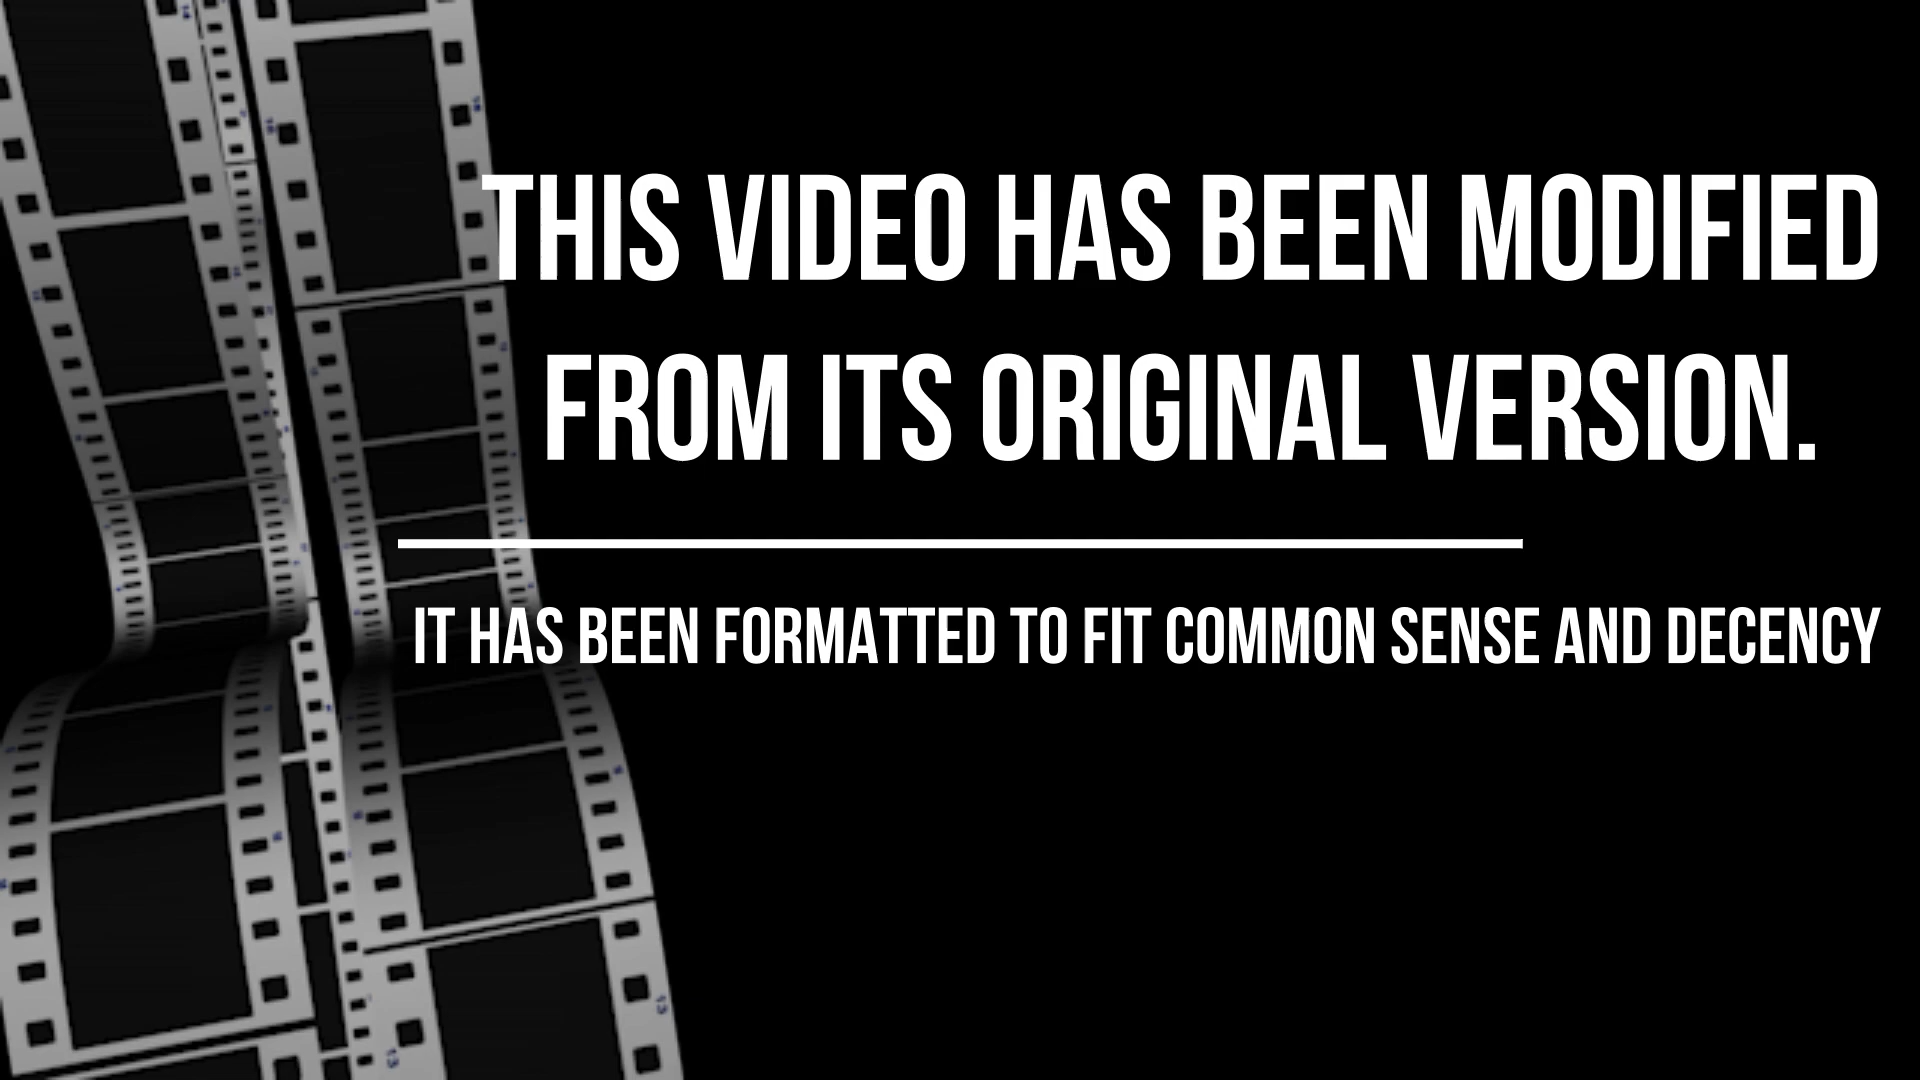 THIS VIDEO HAS BEEN MODIFIED
FROM ITS ORIGINAL VERSION.
IT HAS BEEN FORMATTED TO FIT COMMON SENSE AND DECENCY